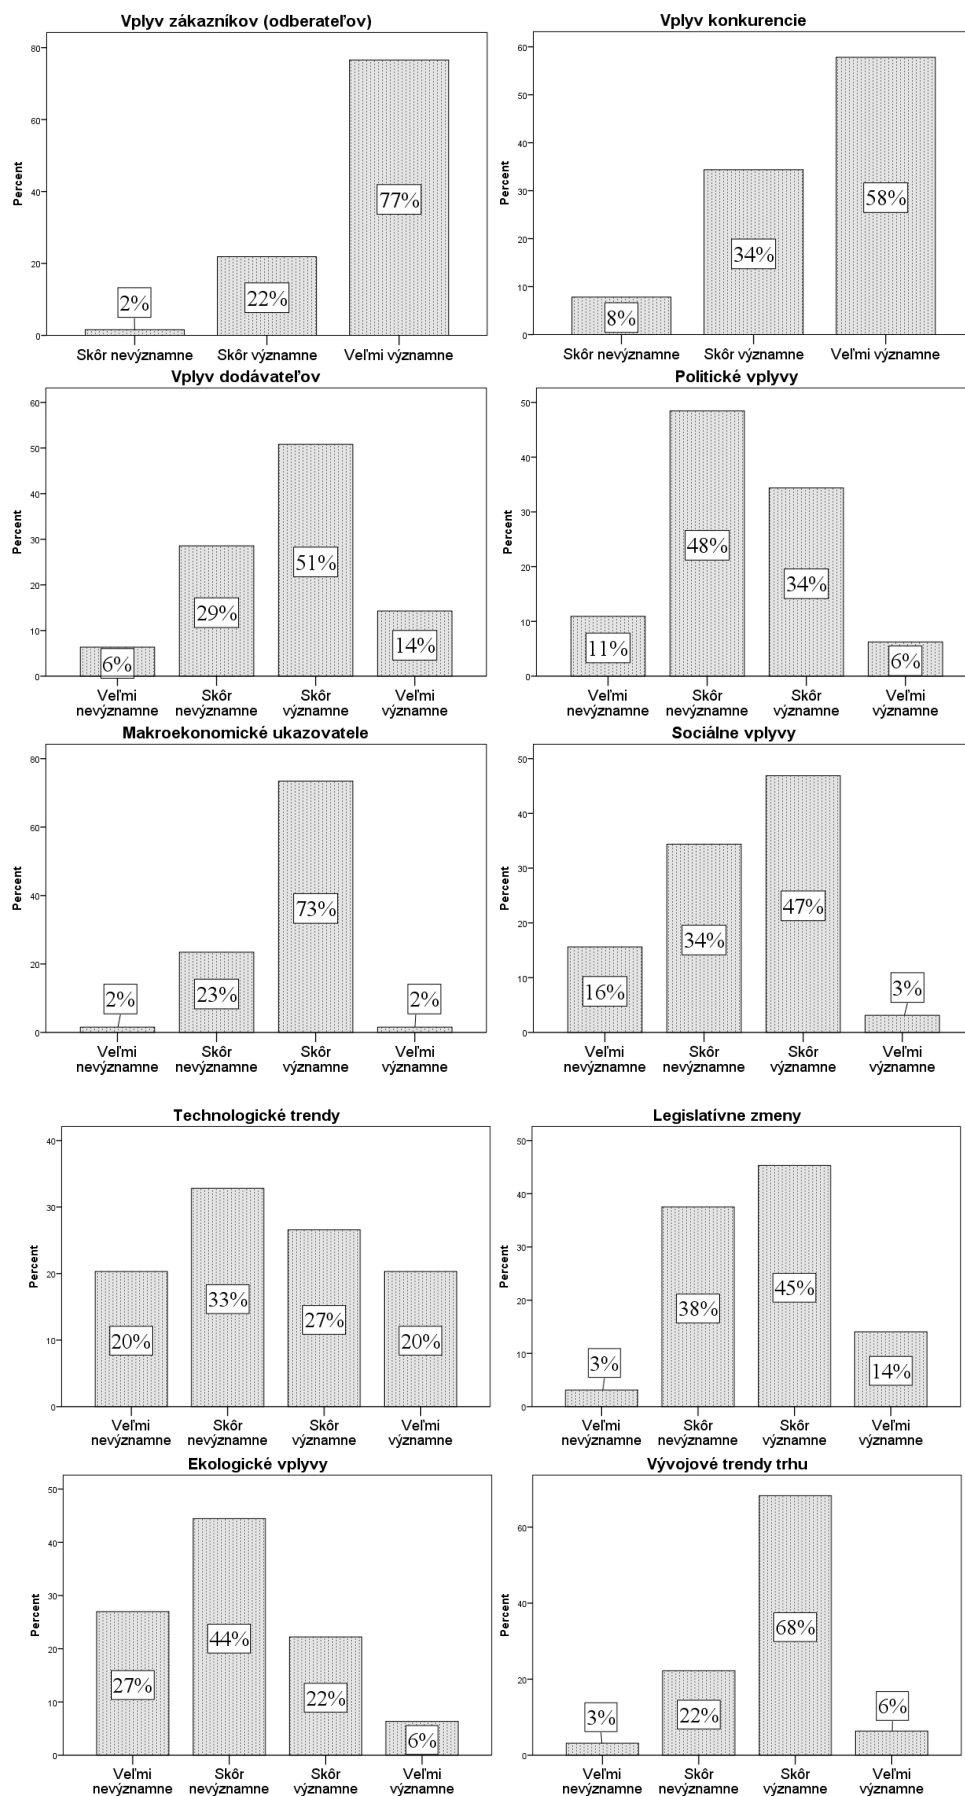 Vplyv zákazníkov (odberateľov)
Percent
80
60
40
20
0
2%
22%
77%
Skôr nevýznamne
Skôr významne
Veľmi významne
Vplyv konkurencie
Percent
60
50
40
30
20
10
0
8%
34%
58%
Skôr nevýznamne
Skôr významne
Veľmi významne
Vplyv dodávateľov
Percent
60
50
40
30
20
10
0
6%
29%
51%
14%
Veľmi
nevýznamne
Skôr
nevýznamne
Skôr
významne
Veľmi
významne
Politické vplyvy
Percent
50
40
30
20
10
0
11%
48%
34%
6%
Veľmi
nevýznamne
Skôr
nevýznamne
Skôr
významne
Veľmi
významne
Makroekonomické ukazovatele
Percent
80
60
40
20
0
2%
23%
73%
2%
Veľmi
nevýznamne
Skôr
nevýznamne
Skôr
významne
Veľmi
významne
Sociálne vplyvy
Percent
50
40
30
20
10
0
16%
34%
47%
3%
Veľmi
nevýznamne
Skôr
nevýznamne
Skôr
významne
Veľmi
významne
Technologické trendy
Percent
40
30
20
10
0
20%
33%
27%
20%
Veľmi
nevýznamne
Skôr
nevýznamne
Skôr
významne
Veľmi
významne
Legislatívne zmeny
Percent
50
40
30
20
10
0
3%
38%
45%
14%
Veľmi
nevýznamne
Skôr
nevýznamne
Skôr
významne
Veľmi
významne
Ekologické vplyvy
Percent
50
40
30
20
10
0
27%
44%
22%
6%
Veľmi
nevýznamne
Skôr
nevýznamne
Skôr
významne
Veľmi
významne
Vývojové trendy trhu
Percent
60
40
20
0
3%
22%
68%
6%
Veľmi
nevýznamne
Skôr
nevýznamne
Skôr
významne
Veľmi
významne